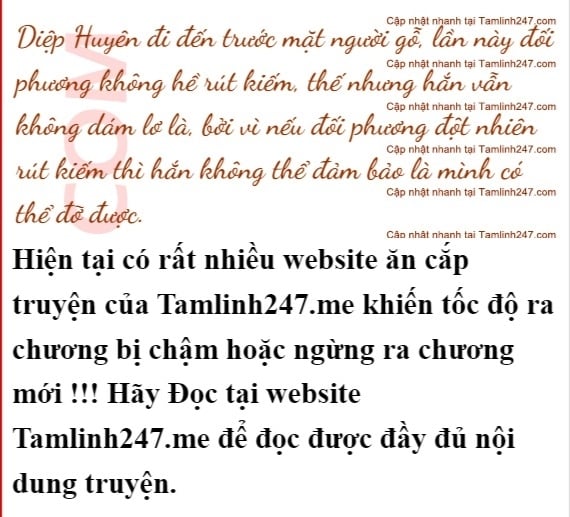 Cập nhật nhanh tại Tamlinh247.com
Diệp Huyên đi đến trước mặt người gỗ, lần này đối
Cập nhật nhanh tại Tamlinh247.com
phương không hề rút kiếm, thế nhưng hắn vẫn
Cập nhật nhanh tại Tamlinh247.com
không dám lơ là, bởi vì nếu đối phương đột nhiên
Cập nhật nhanh tại Tamlinh247.com
rút kiếm thì hắn không thể đảm bảo là mình có
Cập nhật nhanh tại Tamlinh247.com
thể đỡ được.
Cập nhật nhanh tại Tamlinh247.com
COM
Hiện tại có rất nhiều website ăn cắp
truyện của Tamlinh247.me khiến tốc độ ra
chương bị chậm hoặc ngừng ra chương
mới !!! Hãy Đọc tại website
Tamlinh247.me để đọc được đầy đủ nội
dung truyện.